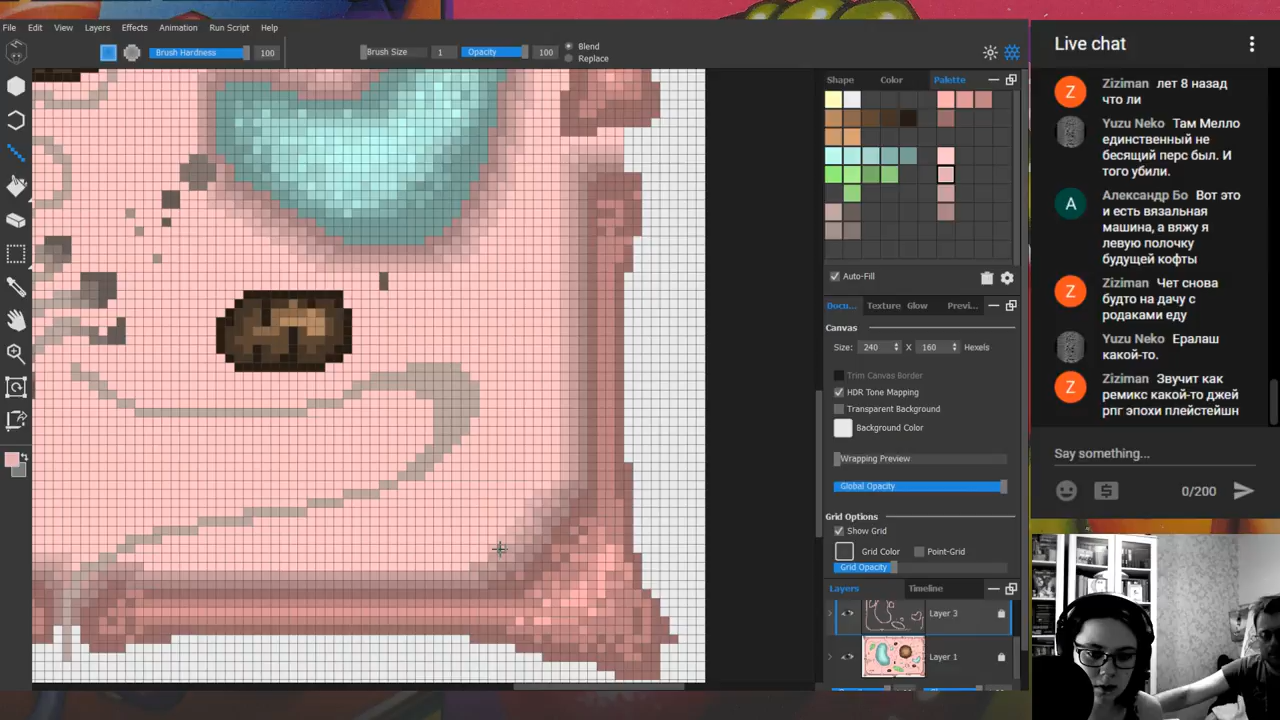 File Edit View Layers Effects Animation Run Script Help
Brush Hardness 100 Brush Size 1 Opacity 100 Blend
Replace
Shape Color Palette
Auto-Fill
Docu... Texture Glow Previ...
Canvas
Size: 240 X 160 Hexels
Trim Canvas Border
HDR Tone Mapping
Transparent Background
Background Color
Wrapping Preview
Global Opacity
Grid Options
Show Grid
Grid Color Point-Grid
Grid Opacity
Layers Timeline
Layer 3
Layer 1
Live chat
Ziziman лет 8 назад
что ли
Yuzu Neko Там Мелло
единственный не
бесящий перс был. И
того убили.
Александр Бо Вот это
и есть вязальная
машина, а вяжу я
левую полочку
будущей кофты
Ziziman Чет снова
будто на дачу с
родаками еду
Yuzu Neko Ералаш
какой-то.
Ziziman Звучит как
ремикс какой-то джей
рпг эпохи плейстейшн
Say something...
0/200